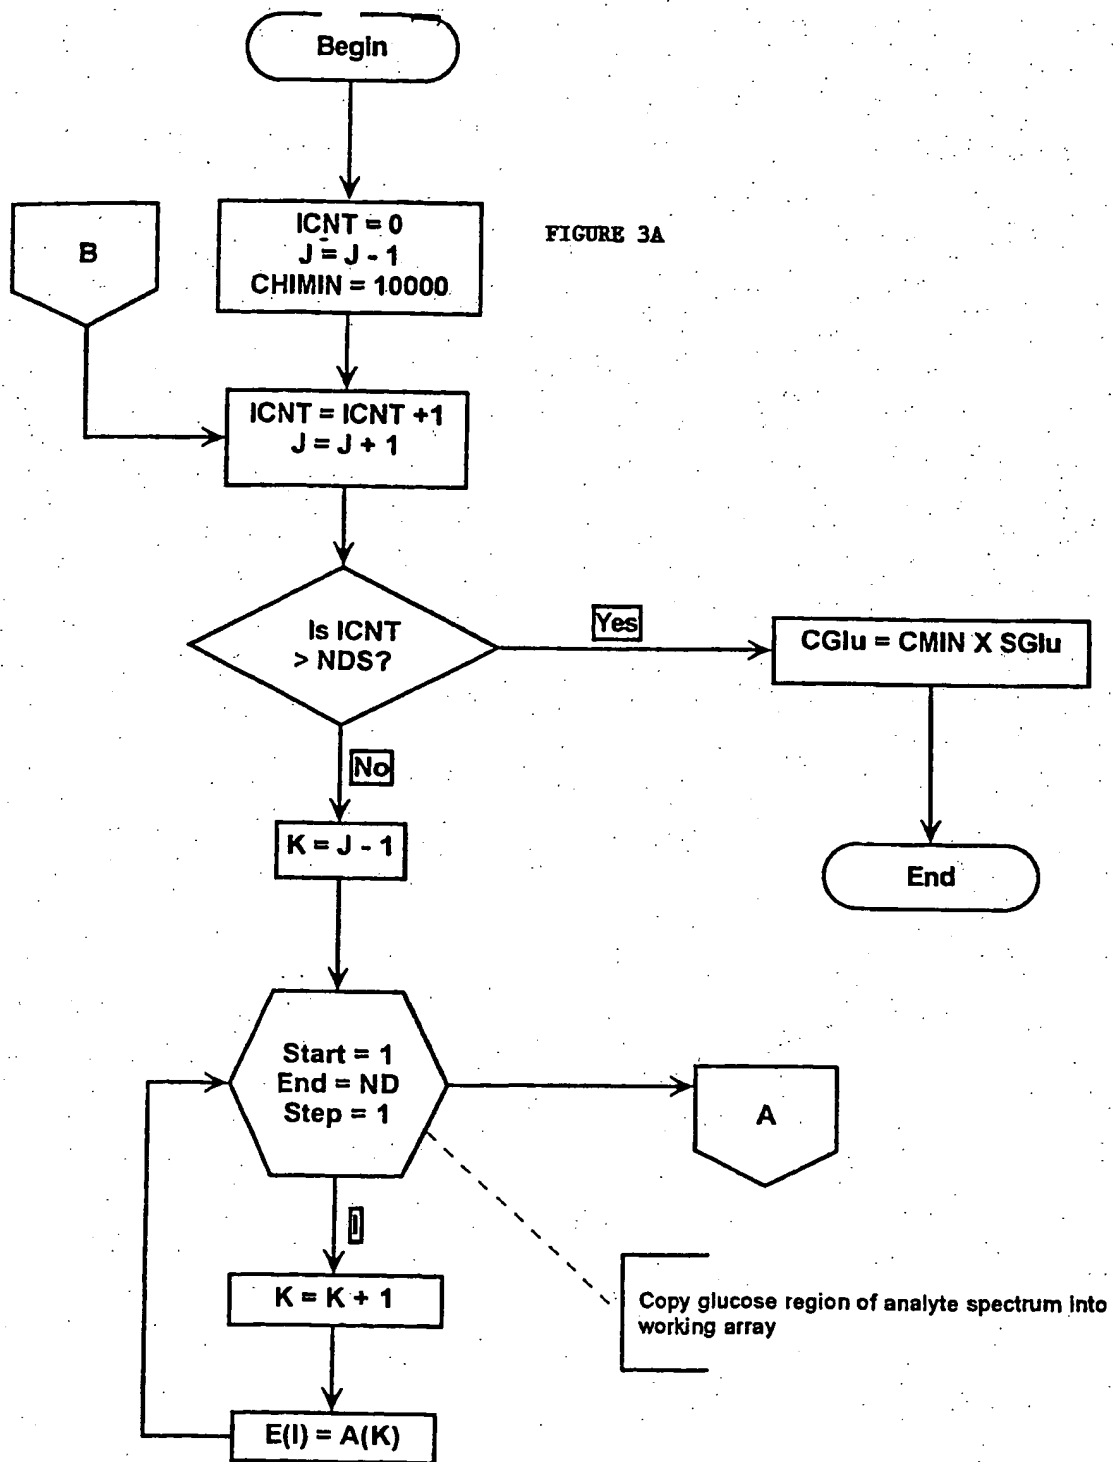 Begin
ICNT = 0
J = J - 1
CHIMIN = 10000
FIGURE 3A
B
ICNT = ICNT +1
J = J + 1
Is ICNT
> NDS?
Yes
CGlu = CMIN X SGlu
No
K = J - 1
End
Start = 1
End = ND
Step = 1
A
I
K = K + 1
Copy glucose region of analyte spectrum into
working array
E(I) = A(K)